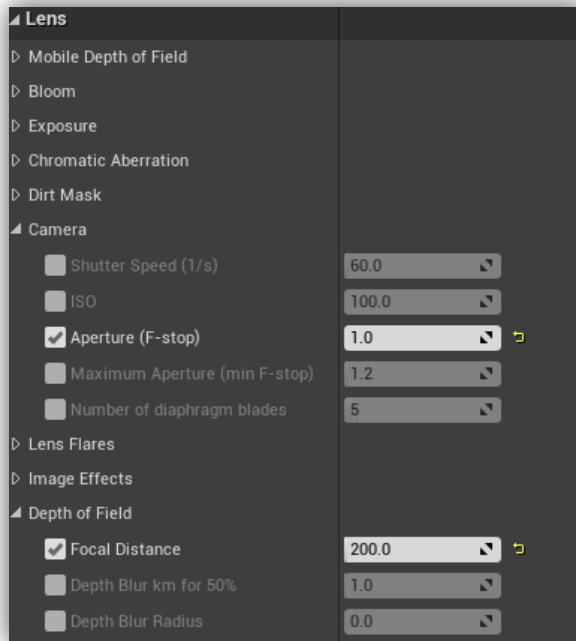 Lens
Mobile Depth of Field
Bloom
Exposure
Chromatic Aberration
Dirt Mask
Camera
Shutter Speed (1/s) 60.0
ISO 100.0
Aperture (F-stop) 1.0
Maximum Aperture (min F-stop) 1.2
Number of diaphragm blades 5
Lens Flares
Image Effects
Depth of Field
Focal Distance 200.0
Depth Blur km for 50% 1.0
Depth Blur Radius 0.0